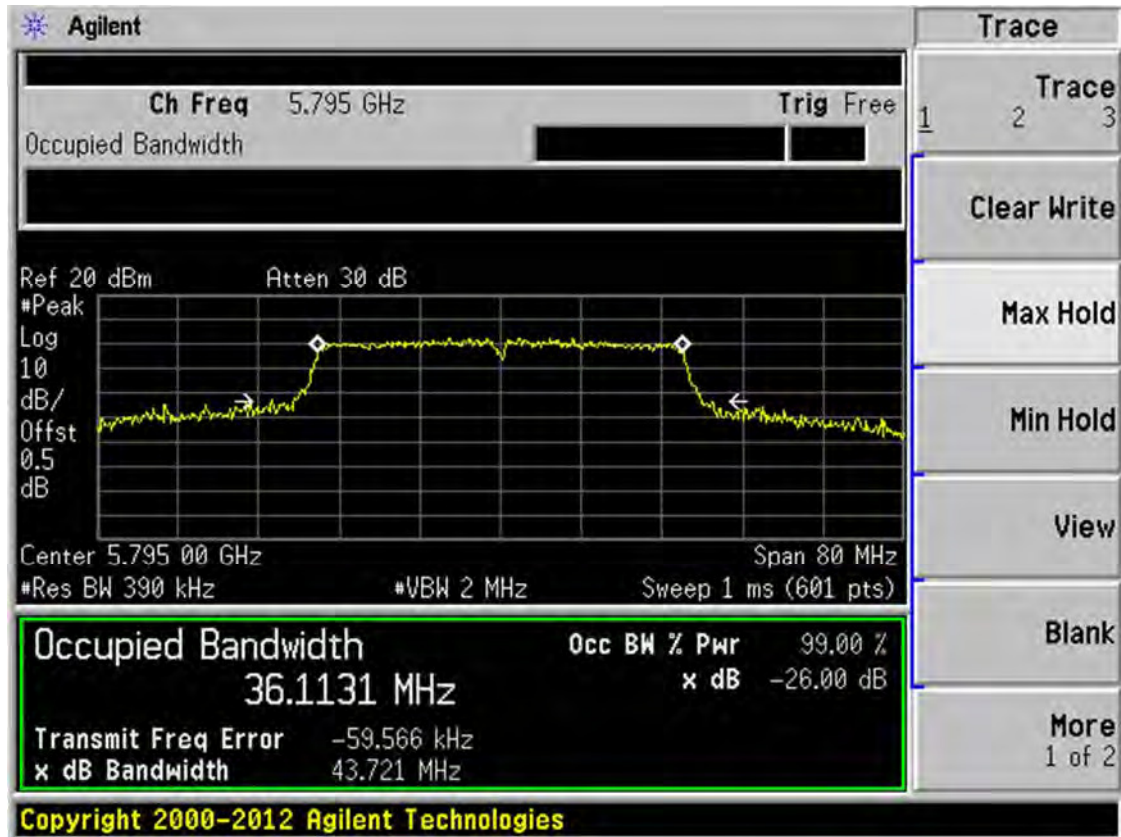 Agilent
Trace
Ch Freq 5.795 GHz Trig Free
Occupied Bandwidth
Trace
1 2 3
Clear Write
Max Hold
Min Hold
View
Blank
More
1 of 2
Ref 20 dBm Atten 30 dB
#Peak
Log
10
dB/
Offst
0.5
dB
Center 5.795 00 GHz Span 80 MHz
#Res BW 390 kHz #VBW 2 MHz Sweep 1 ms (601 pts)
Occupied Bandwidth
36.1131 MHz
Occ BW % Pwr 99.00 %
x dB -26.00 dB
Transmit Freq Error -59.566 kHz
x dB Bandwidth 43.721 MHz
Copyright 2000-2012 Agilent Technologies